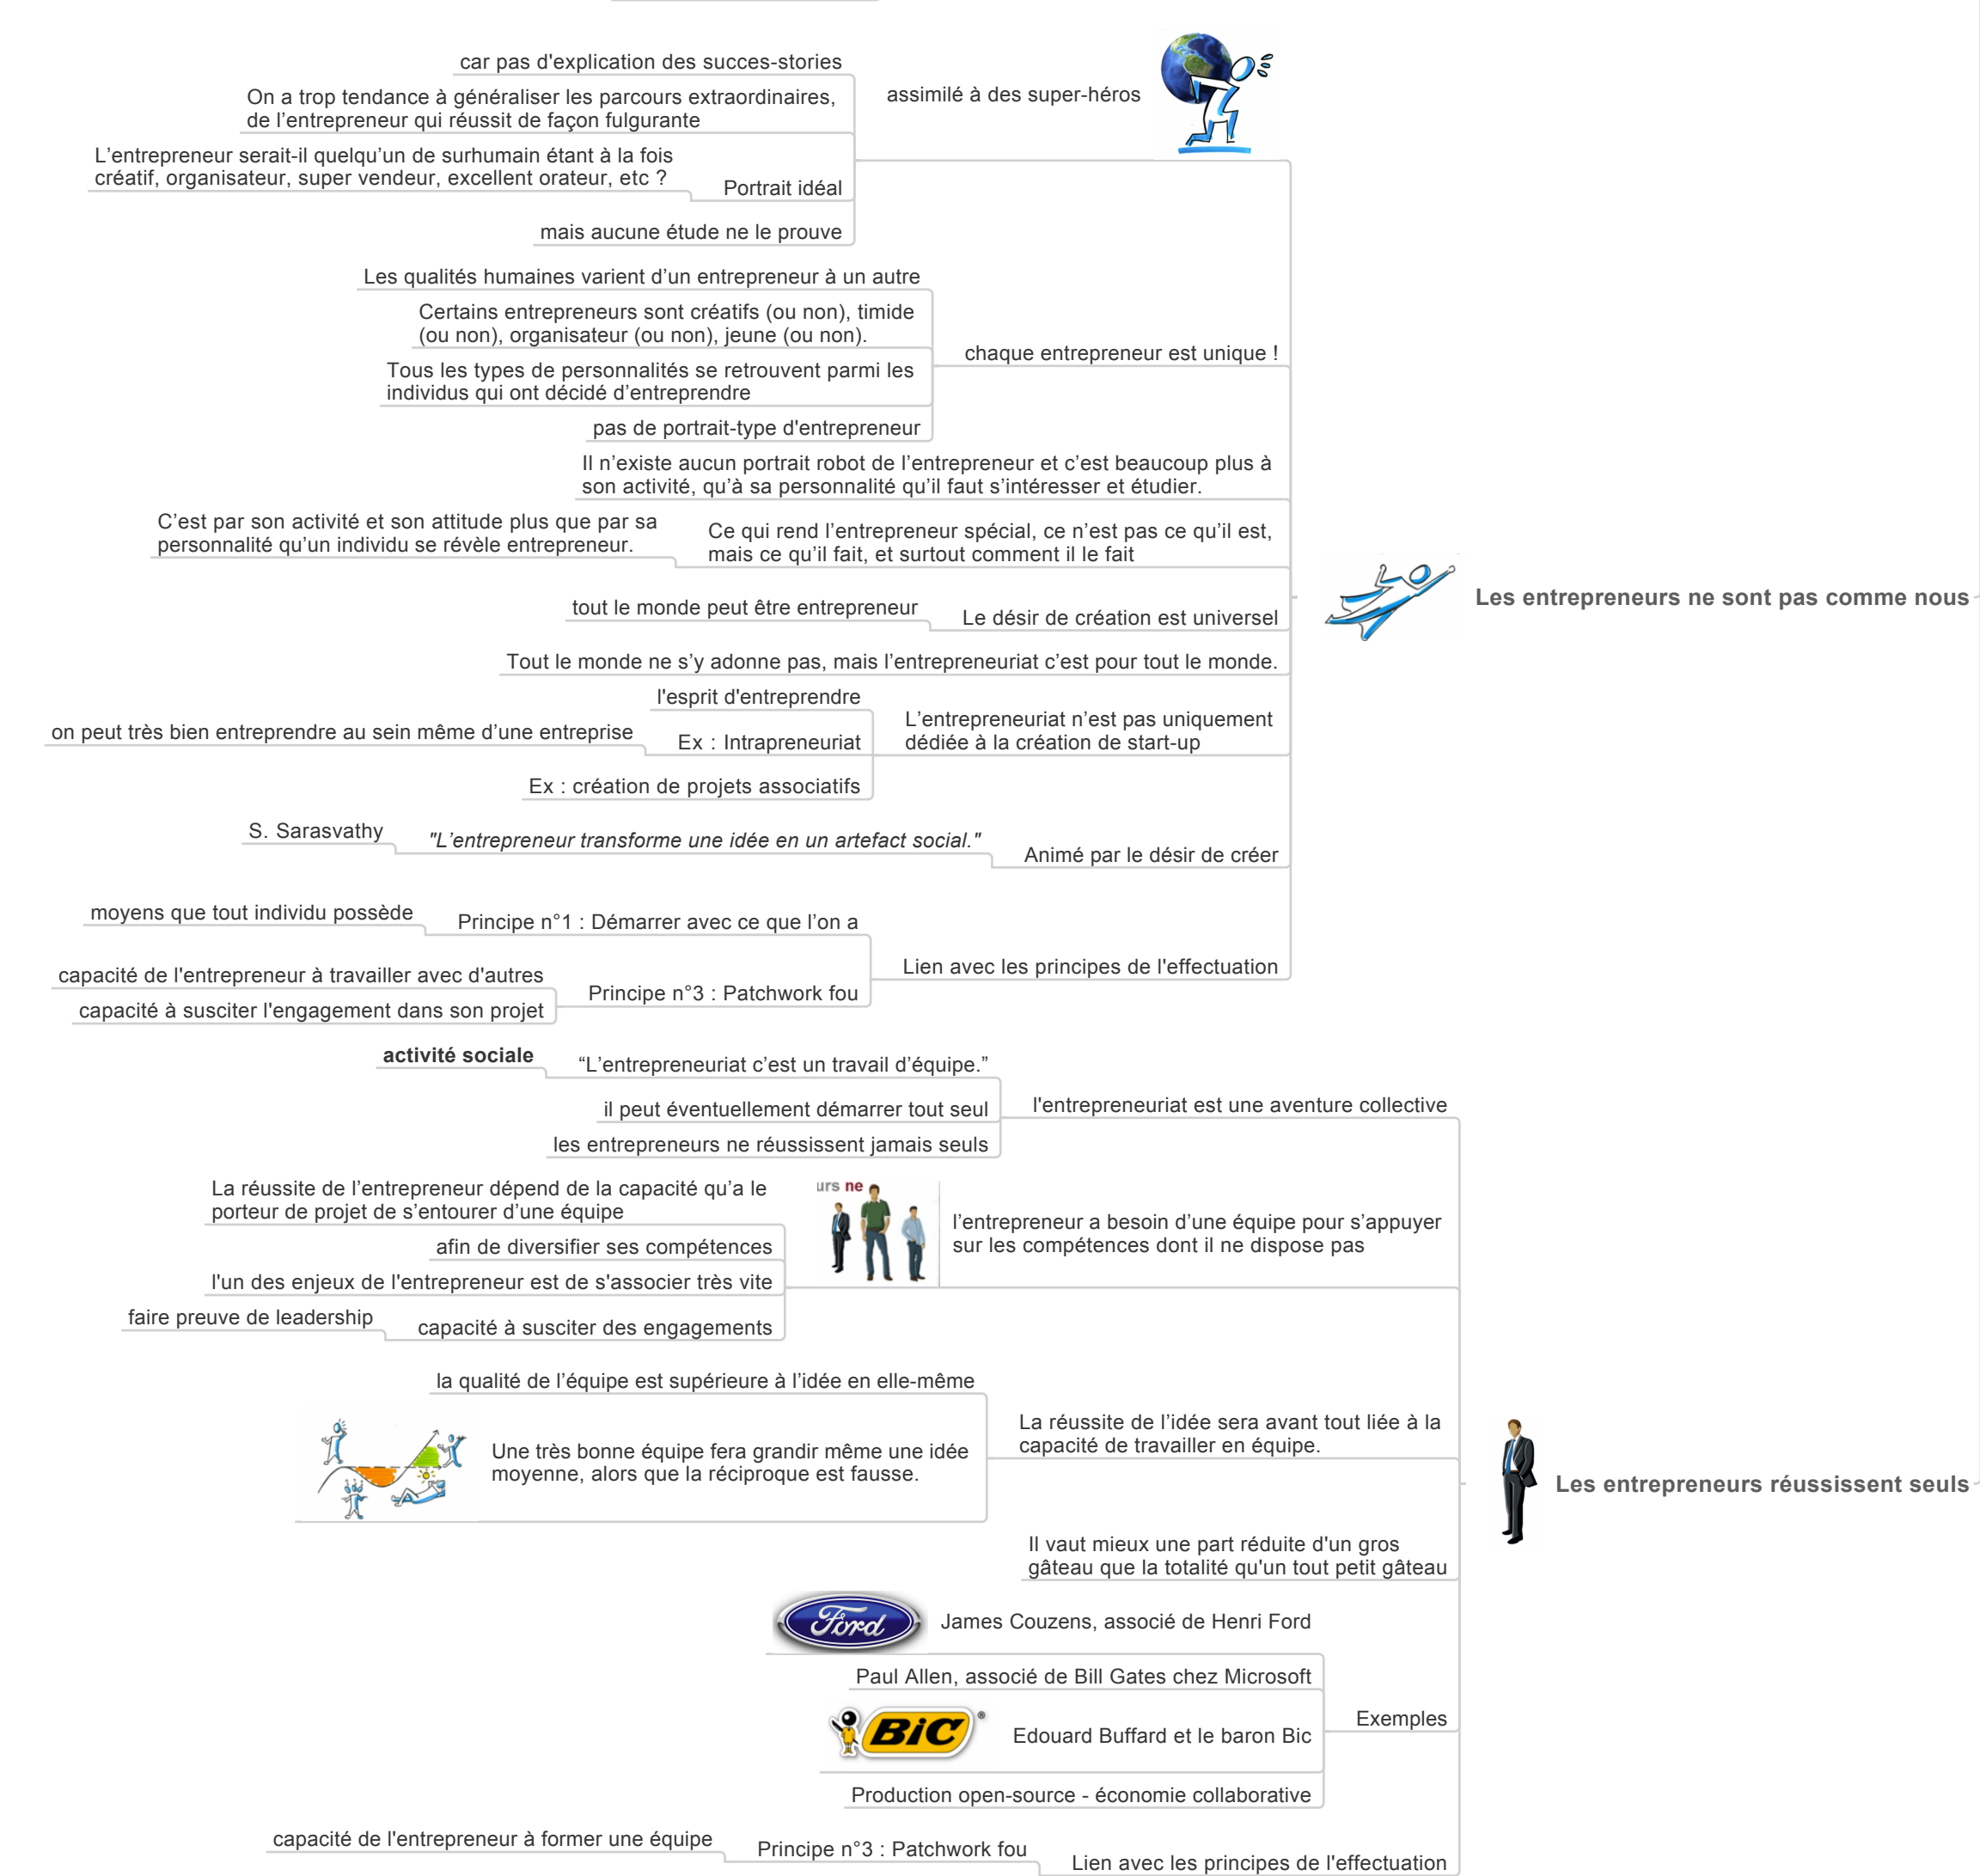 car pas d'explication des succes-stories
On a trop tendance à généraliser les parcours extraordinaires,
de l’entrepreneur qui réussit de façon fulgurante
L’entrepreneur serait-il quelqu’un de surhumain étant à la fois
créatif, organisateur, super vendeur, excellent orateur, etc ?
Portrait idéal
mais aucune étude ne le prouve
assimilé à des super-héros
Les qualités humaines varient d’un entrepreneur à un autre
Certains entrepreneurs sont créatifs (ou non), timide
(ou non), organisateur (ou non), jeune (ou non).
Tous les types de personnalités se retrouvent parmi les
individus qui ont décidé d’entreprendre
pas de portrait-type d'entrepreneur
chaque entrepreneur est unique !
Il n’existe aucun portrait robot de l’entrepreneur et c’est beaucoup plus à
son activité, qu’à sa personnalité qu’il faut s’intéresser et étudier.
C’est par son activité et son attitude plus que par sa
personnalité qu’un individu se révèle entrepreneur.
Ce qui rend l’entrepreneur spécial, ce n’est pas ce qu’il est,
mais ce qu’il fait, et surtout comment il le fait
tout le monde peut être entrepreneur
Le désir de création est universel
Tout le monde ne s’y adonne pas, mais l’entrepreneuriat c’est pour tout le monde.
l'esprit d'entreprendre
on peut très bien entreprendre au sein même d’une entreprise
Ex : Intrapreneuriat
Ex : création de projets associatifs
L’entrepreneuriat n’est pas uniquement
dédiée à la création de start-up
S. Sarasvathy
"L’entrepreneur transforme une idée en un artefact social."
Animé par le désir de créer
moyens que tout individu possède
Principe n°1 : Démarrer avec ce que l’on a
capacité de l'entrepreneur à travailler avec d'autres
capacité à susciter l'engagement dans son projet
Principe n°3 : Patchwork fou
Lien avec les principes de l'effectuation
Les entrepreneurs ne sont pas comme nous
activité sociale
“L’entrepreneuriat c’est un travail d’équipe.”
il peut éventuellement démarrer tout seul
les entrepreneurs ne réussissent jamais seuls
l'entrepreneuriat est une aventure collective
La réussite de l’entrepreneur dépend de la capacité qu’a le
porteur de projet de s’entourer d’une équipe
afin de diversifier ses compétences
l'un des enjeux de l'entrepreneur est de s'associer très vite
faire preuve de leadership
capacité à susciter des engagements
urs ne
l’entrepreneur a besoin d’une équipe pour s’appuyer
sur les compétences dont il ne dispose pas
la qualité de l’équipe est supérieure à l’idée en elle-même
Une très bonne équipe fera grandir même une idée
moyenne, alors que la réciproque est fausse.
La réussite de l’idée sera avant tout liée à la
capacité de travailler en équipe.
Il vaut mieux une part réduite d'un gros
gâteau que la totalité qu'un tout petit gâteau
Ford
James Couzens, associé de Henri Ford
Paul Allen, associé de Bill Gates chez Microsoft
BiC ®
Edouard Buffard et le baron Bic
Production open-source - économie collaborative
Exemples
capacité de l'entrepreneur à former une équipe
Principe n°3 : Patchwork fou
Lien avec les principes de l'effectuation
Les entrepreneurs réussissent seuls